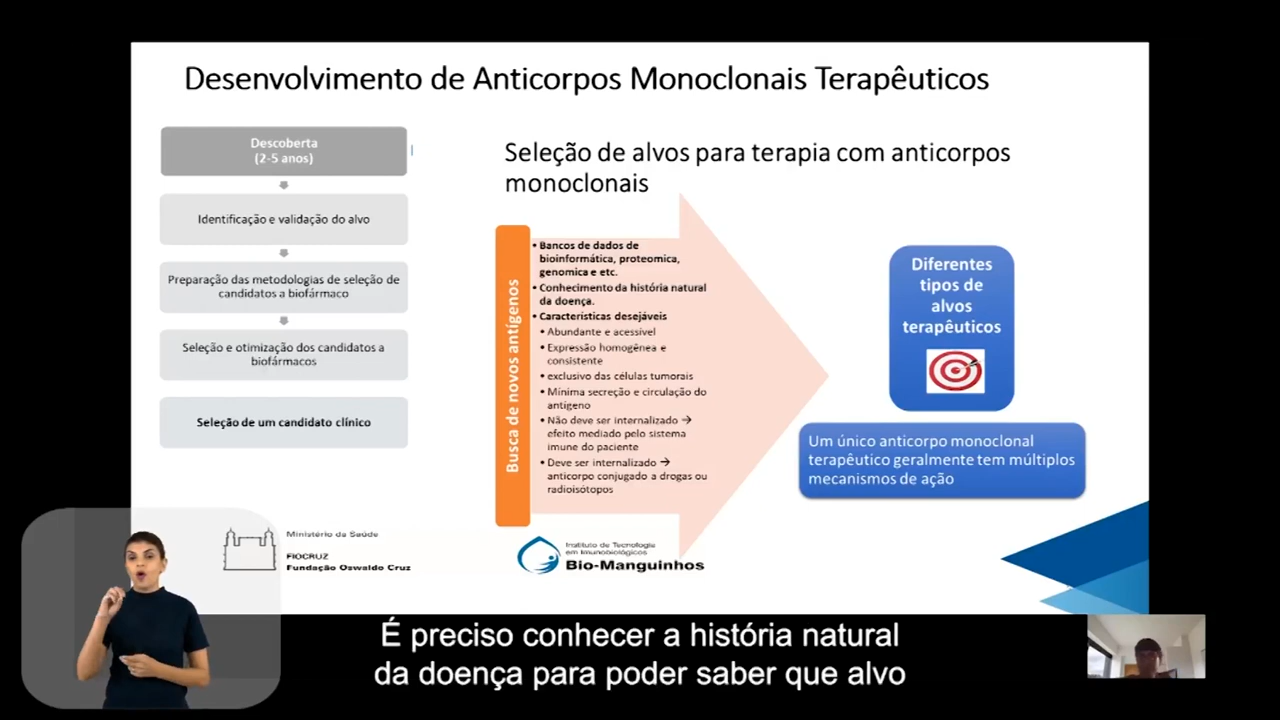 Desenvolvimento de Anticorpos Monoclonais Terapêuticos
Descoberta
(2-5 anos)
Identificação e validação do alvo
Preparação das metodologias de seleção de
candidatos a biofármaco
Seleção e otimização dos candidatos a
biofármacos
Seleção de um candidato clínico
Seleção de alvos para terapia com anticorpos
monoclonais
Busca de novos antígenos
• Bancos de dados de
bioinformática, proteomica,
genomica e etc.
• Conhecimento da história natural
da doença.
• Características desejáveis
• Abundante e acessível
• Expressão homogênea e
consistente
• exclusivo das células tumorais
• Mínima secreção e circulação do
antígeno
• Não deve ser internalizado →
efeito mediado pelo sistema
imune do paciente
• Deve ser internalizado →
anticorpo conjugado a drogas ou
radioisótopos
Diferentes
tipos de
alvos
terapêuticos
Um único anticorpo monoclonal
terapêutico geralmente tem múltiplos
mecanismos de ação
Ministério da Saúde
FIOCRUZ
Fundação Oswaldo Cruz
Instituto de Tecnologia
em Imunobiológicos
Bio-Manguinhos
É preciso conhecer a história natural
da doença para poder saber que alvo